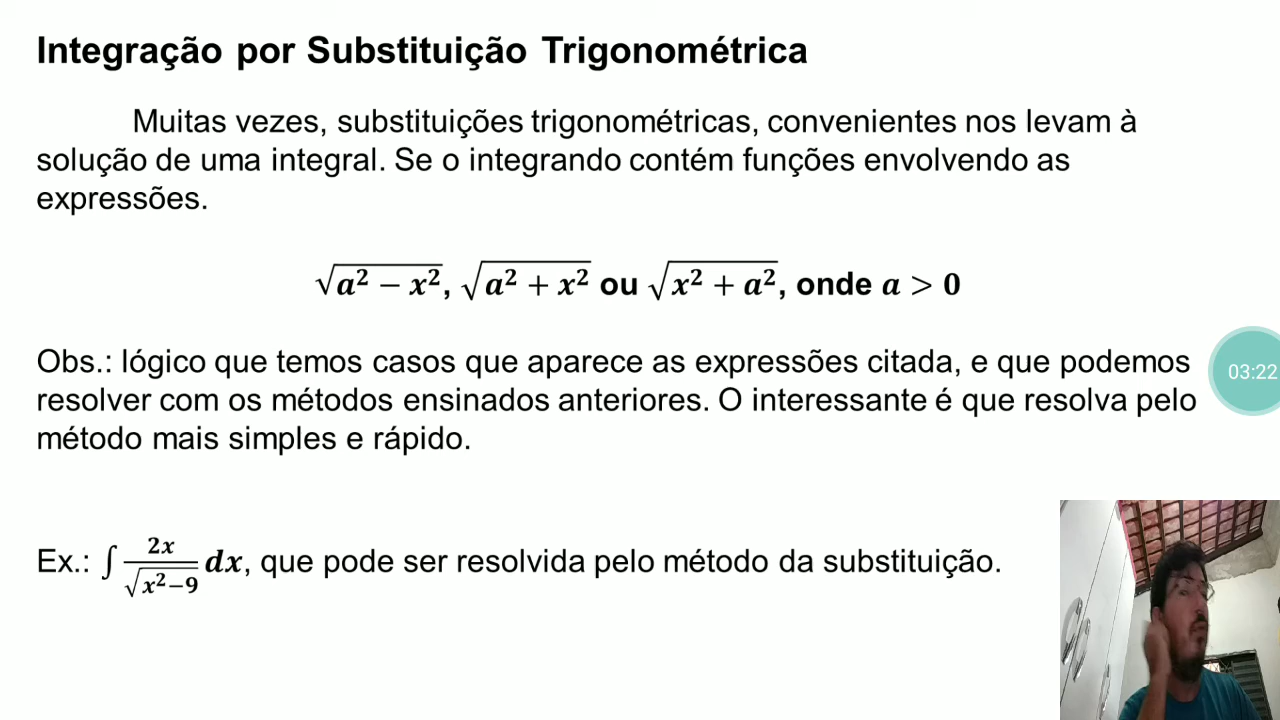 Integração por Substituição Trigonométrica
Muitas vezes, substituições trigonométricas, convenientes nos levam à
solução de uma integral. Se o integrando contém funções envolvendo as
expressões.
√(a² − x²), √(a² + x²) ou √(x² + a²), onde a > 0
Obs.: lógico que temos casos que aparece as expressões citada, e que podemos
resolver com os métodos ensinados anteriores. O interessante é que resolva pelo
método mais simples e rápido.
03:22
Ex.: ∫ 2x/√(x²−9) dx, que pode ser resolvida pelo método da substituição.